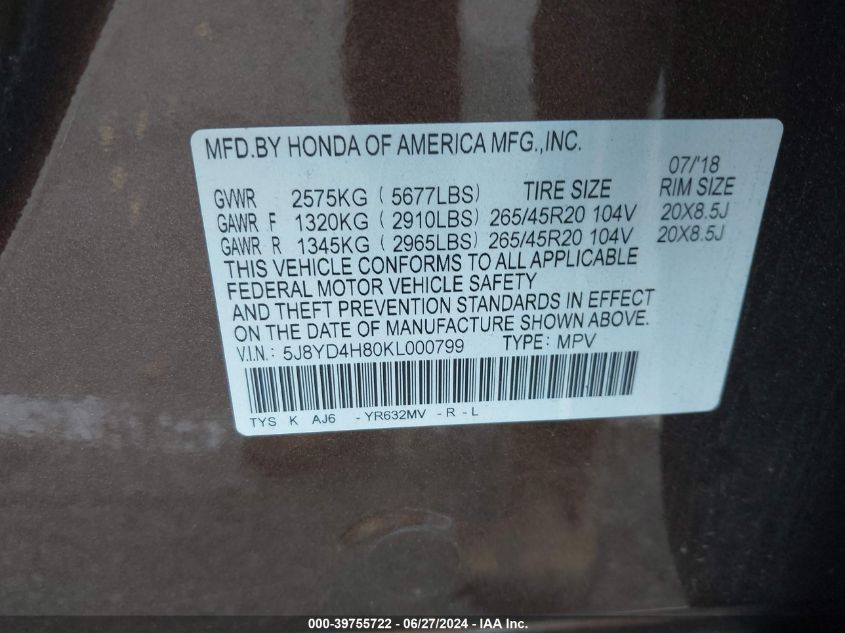 MFD.BY HONDA OF AMERICA MFG.,INC.
07/'18
GVWR 2575KG ( 5677LBS) TIRE SIZE RIM SIZE
GAWR F 1320KG ( 2910LBS) 265/45R20 104V 20X8.5J
GAWR R 1345KG ( 2965LBS) 265/45R20 104V 20X8.5J
THIS VEHICLE CONFORMS TO ALL APPLICABLE
FEDERAL MOTOR VEHICLE SAFETY
AND THEFT PREVENTION STANDARDS IN EFFECT
ON THE DATE OF MANUFACTURE SHOWN ABOVE.
V.I.N.: 5J8YD4H80KL000799 TYPE: MPV
TYS K AJ6 -YR632MV -R -L
000-39755722 - 06/27/2024 - IAA Inc.